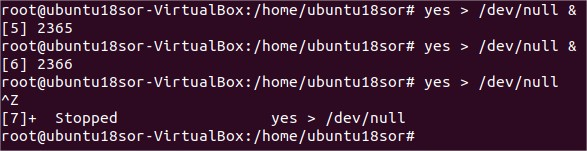 root@ubuntu18sor-VirtualBox:/home/ubuntu18sor# yes > /dev/null &
[5] 2365
root@ubuntu18sor-VirtualBox:/home/ubuntu18sor# yes > /dev/null &
[6] 2366
root@ubuntu18sor-VirtualBox:/home/ubuntu18sor# yes > /dev/null
^Z
[7]+  Stopped                 yes > /dev/null
root@ubuntu18sor-VirtualBox:/home/ubuntu18sor#